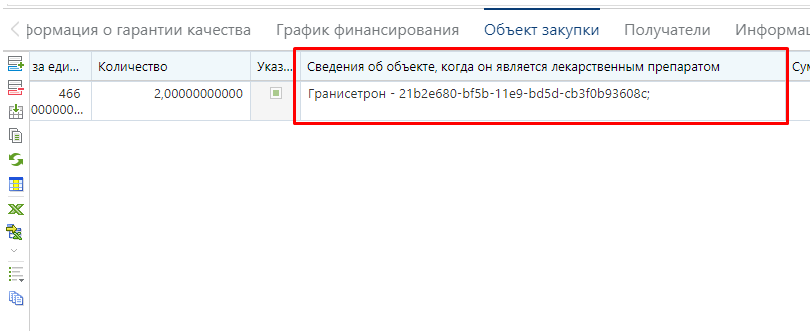 формация о гарантии качества График финансирования Объект закупки Получатели Информац
за еди... Количество Указ... Сведения об объекте, когда он является лекарственным препаратом Сум
466 2,00000000000 Гранисетрон - 21b2e680-bf5b-11e9-bd5d-cb3f0b93608c;
000000...